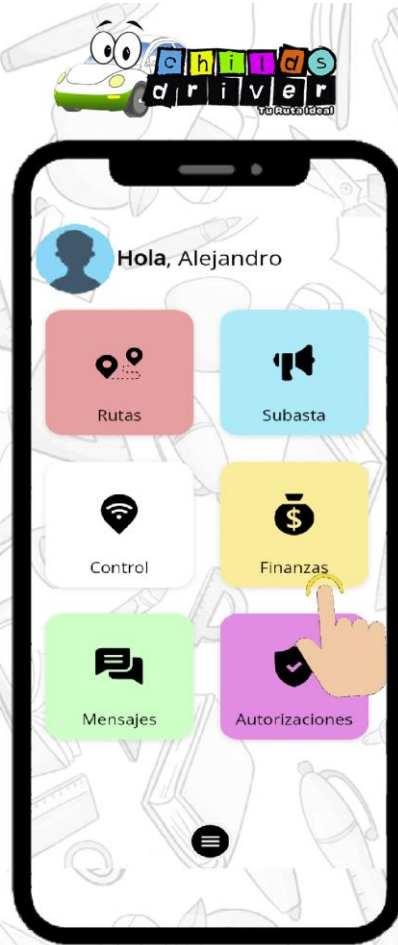 childs
driver
Tu Ruta Ideal
Hola, Alejandro
Rutas
Subasta
Control
$
Finanzas
Mensajes
Autorizaciones